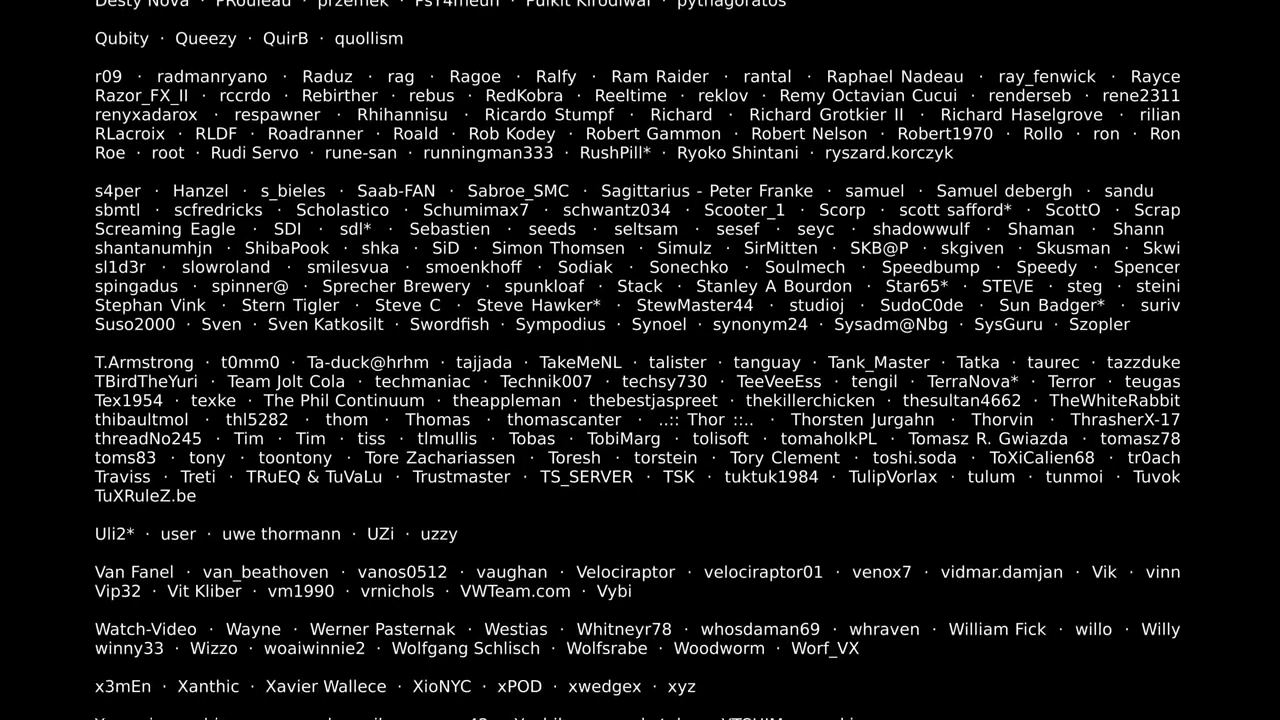 Desty Nova · PRouleau · przemek · PsT4meun · Pulkit Kirodiwal · pythagoratos
Qubity · Queezy · QuirB · quollism
r09 · radmanryano · Raduz · rag · Ragoe · Ralfy · Ram Raider · rantal · Raphael Nadeau · ray_fenwick · Rayce
Razor_FX_II · rccrdo · Rebirther · rebus · RedKobra · Reeltime · reklov · Remy Octavian Cucui · renderseb · rene2311
renyxadarox · respawner · Rhihannisu · Ricardo Stumpf · Richard · Richard Grotkier II · Richard Haselgrove · rilian
RLacroix · RLDF · Roadranner · Roald · Rob Kodey · Robert Gammon · Robert Nelson · Robert1970 · Rollo · ron · Ron
Roe · root · Rudi Servo · rune-san · runningman333 · RushPill* · Ryoko Shintani · ryszard.korczyk
s4per · Hanzel · s_bieles · Saab-FAN · Sabroe_SMC · Sagittarius - Peter Franke · samuel · Samuel debergh · sandu
sbmtl · scfredricks · Scholastico · Schumimax7 · schwantz034 · Scooter_1 · Scorp · scott safford* · ScottO · Scrap
Screaming Eagle · SDI · sdl* · Sebastien · seeds · seltsam · sesef · seyc · shadowwulf · Shaman · Shann
shantanumhjn · ShibaPook · shka · SiD · Simon Thomsen · Simulz · SirMitten · SKB@P · skgiven · Skusman · Skwi
sl1d3r · slowroland · smilesvua · smoenkhoff · Sodiak · Sonechko · Soulmech · Speedbump · Speedy · Spencer
spingadus · spinner@ · Sprecher Brewery · spunkloaf · Stack · Stanley A Bourdon · Star65* · STE\/E · steg · steini
Stephan Vink · Stern Tigler · Steve C · Steve Hawker* · StewMaster44 · studioj · SudoC0de · Sun Badger* · suriv
Suso2000 · Sven · Sven Katkosilt · Swordfish · Sympodius · Synoel · synonym24 · Sysadm@Nbg · SysGuru · Szopler
T.Armstrong · t0mm0 · Ta-duck@hrhm · tajjada · TakeMeNL · talister · tanguay · Tank_Master · Tatka · taurec · tazzduke
TBirdTheYuri · Team Jolt Cola · techmaniac · Technik007 · techsy730 · TeeVeeEss · tengil · TerraNova* · Terror · teugas
Tex1954 · texke · The Phil Continuum · theappleman · thebestjaspreet · thekillerchicken · thesultan4662 · TheWhiteRabbit
thibaultmol · thl5282 · thom · Thomas · thomascanter · ..:: Thor ::.. · Thorsten Jurgahn · Thorvin · ThrasherX-17
threadNo245 · Tim · Tim · tiss · tlmullis · Tobas · TobiMarg · tolisoft · tomaholkPL · Tomasz R. Gwiazda · tomasz78
toms83 · tony · toontony · Tore Zachariassen · Toresh · torstein · Tory Clement · toshi.soda · ToXiCalien68 · tr0ach
Traviss · Treti · TRuEQ & TuVaLu · Trustmaster · TS_SERVER · TSK · tuktuk1984 · TulipVorlax · tulum · tunmoi · Tuvok
TuXRuleZ.be
Uli2* · user · uwe thormann · UZi · uzzy
Van Fanel · van_beathoven · vanos0512 · vaughan · Velociraptor · velociraptor01 · venox7 · vidmar.damjan · Vik · vinn
Vip32 · Vit Kliber · vm1990 · vrnichols · VWTeam.com · Vybi
Watch-Video · Wayne · Werner Pasternak · Westias · Whitneyr78 · whosdaman69 · whraven · William Fick · willo · Willy
winny33 · Wizzo · woaiwinnie2 · Wolfgang Schlisch · Wolfsrabe · Woodworm · Worf_VX
x3mEn · Xanthic · Xavier Wallece · XioNYC · xPOD · xwedgex · xyz